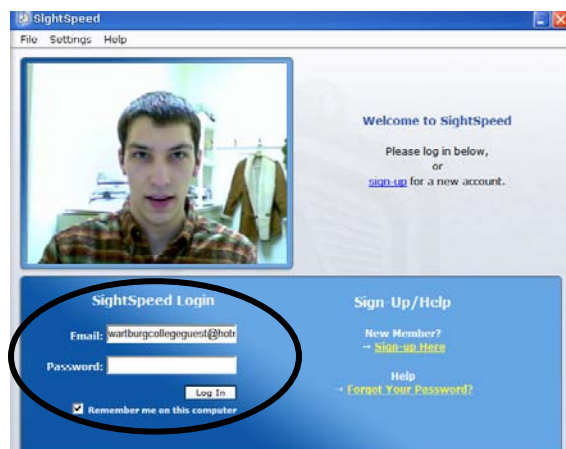 SightSpeed
File Settings Help
Welcome to SightSpeed
Please log in below,
or
sign-up for a new account.
SightSpeed Login
Email: wartburgcollegeguest@hotr
Password:
Log In
Remember me on this computer
Sign-Up/Help
New Member?
→ Sign-up Here
Help
→ Forgot Your Password?